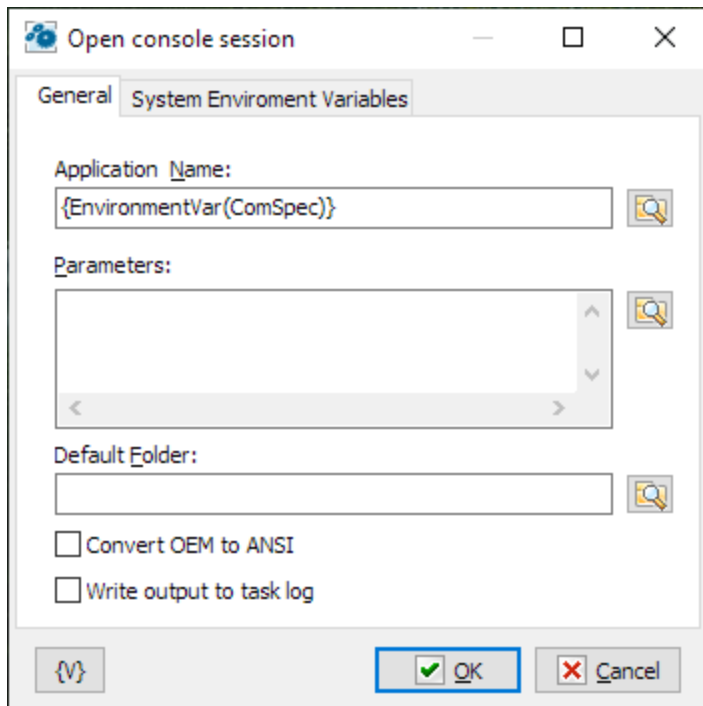 Open console session
General
System Enviroment Variables
Application Name:
{EnvironmentVar(ComSpec)}
Parameters:
Default Folder:
Convert OEM to ANSI
Write output to task log
{V}
OK
Cancel